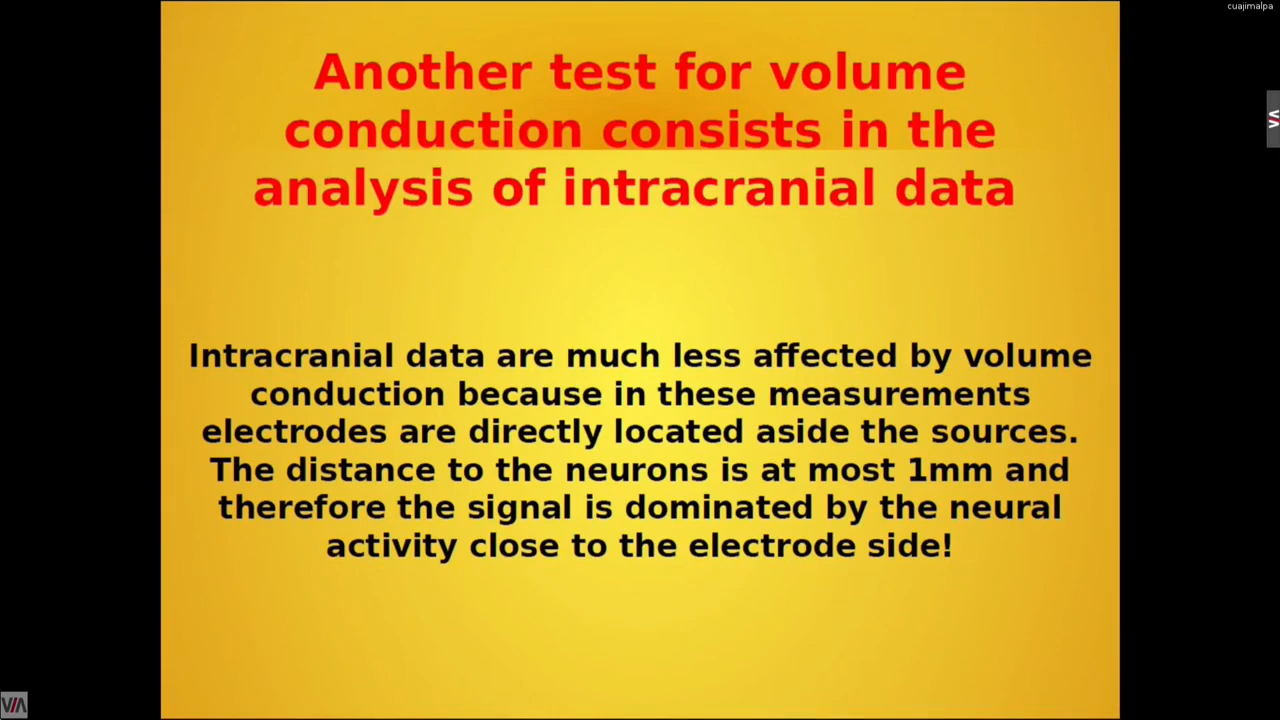 cuajimalpa
Another test for volume
conduction consists in the
analysis of intracranial data
Intracranial data are much less affected by volume
conduction because in these measurements
electrodes are directly located aside the sources.
The distance to the neurons is at most 1mm and
therefore the signal is dominated by the neural
activity close to the electrode side!
VIA